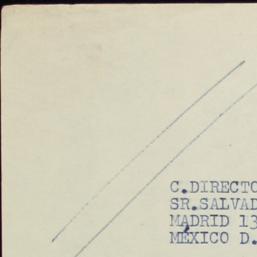 C.DIRECTO
SR.SALVAD
MADRID 13
MÉXICO D.